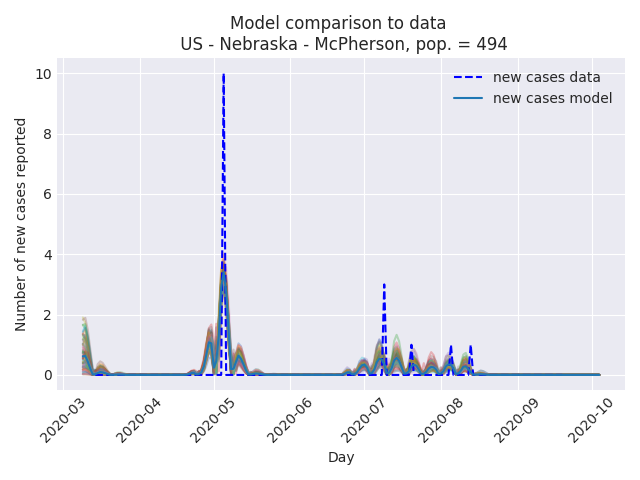 Model comparison to data
US - Nebraska - McPherson, pop. = 494
new cases data
new cases model
Number of new cases reported
10
8
6
4
2
0
2020-03
2020-04
2020-05
2020-06
2020-07
2020-08
2020-09
2020-10
Day